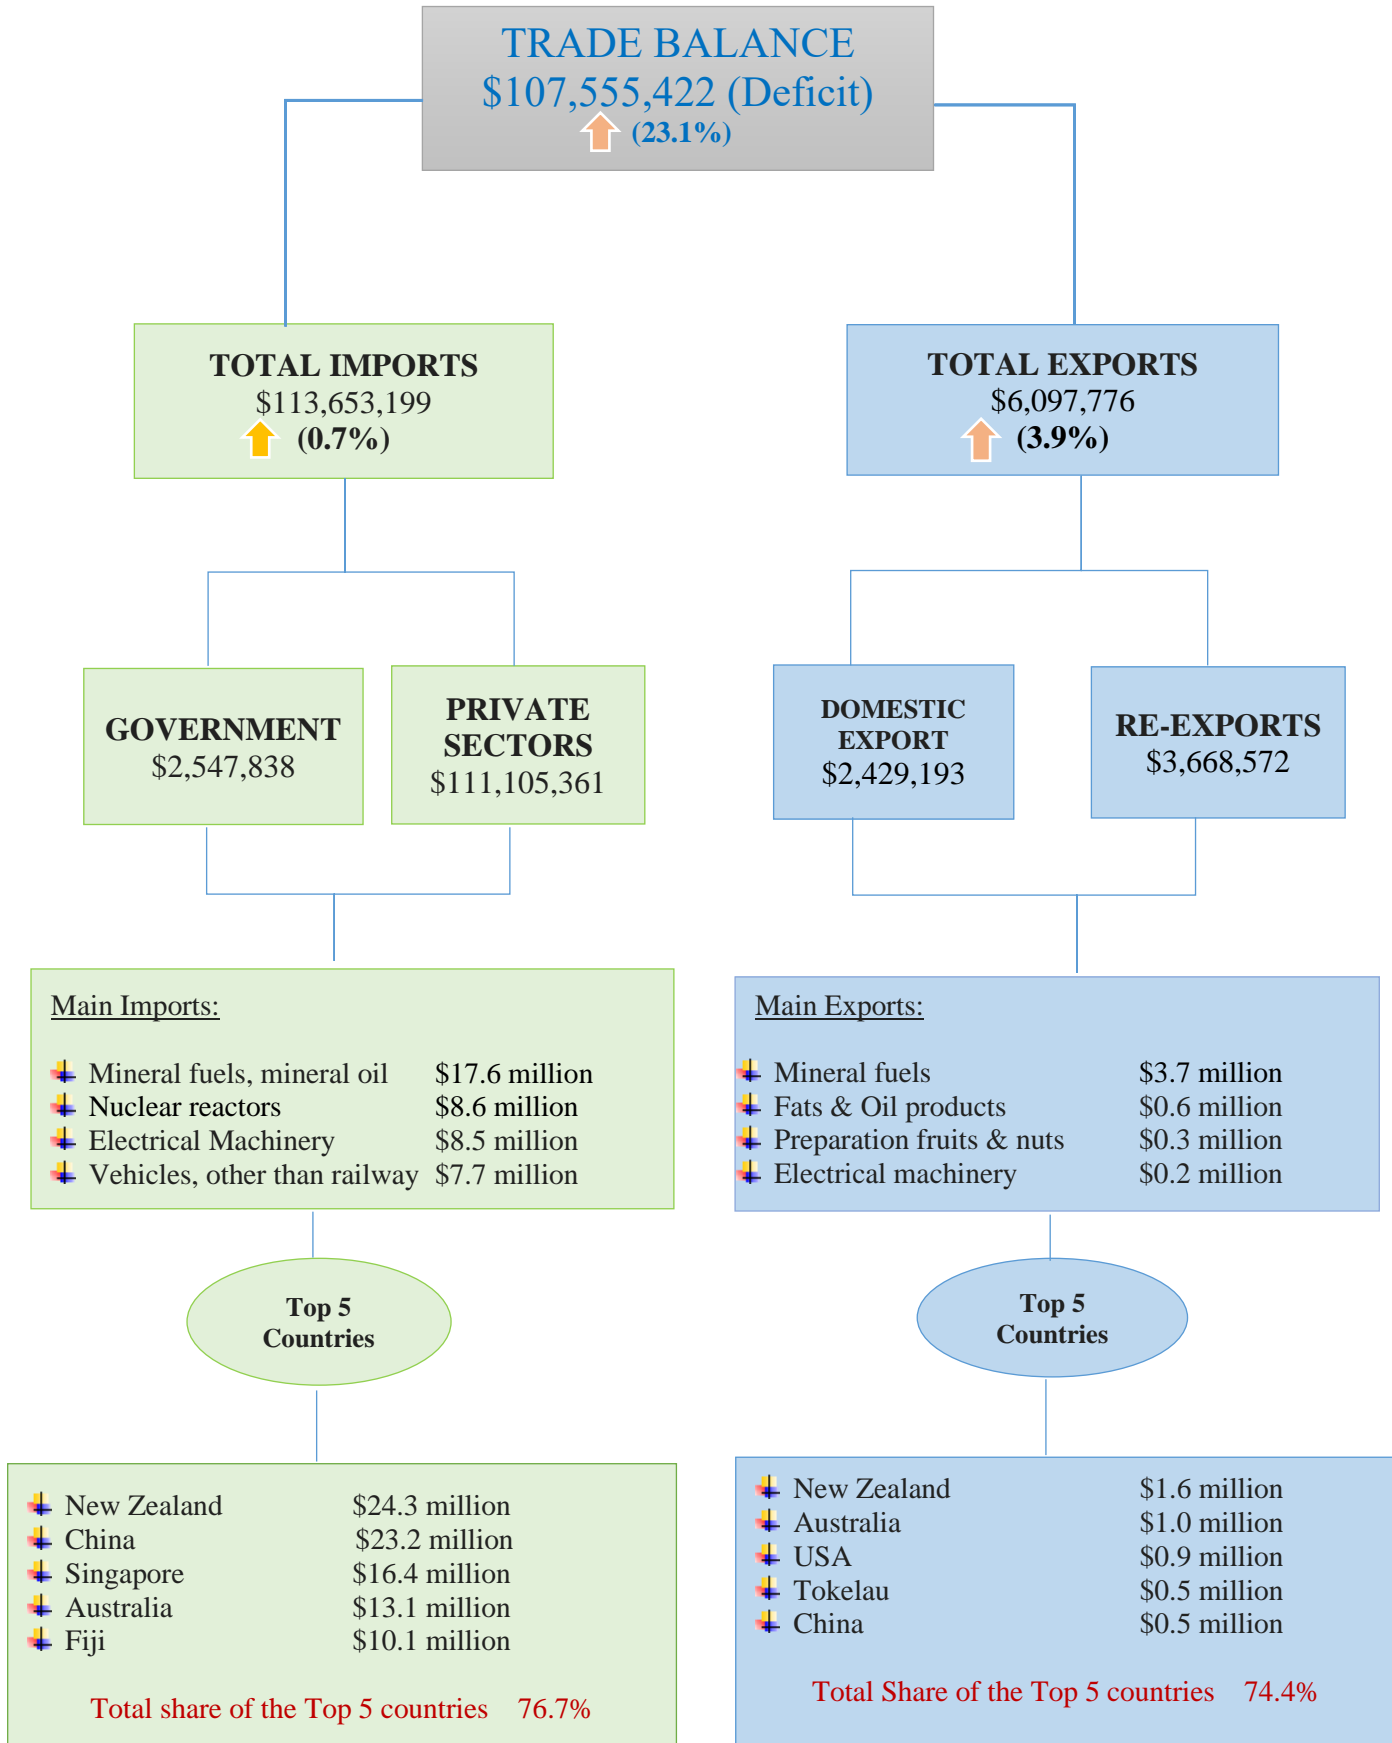 TRADE BALANCE
$107,555,422 (Deficit)
(23.1%)
TOTAL IMPORTS
$113,653,199
(0.7%)
TOTAL EXPORTS
$6,097,776
(3.9%)
GOVERNMENT
$2,547,838
PRIVATE
SECTORS
$111,105,361
DOMESTIC
EXPORT
$2,429,193
RE-EXPORTS
$3,668,572
Main Imports:
Mineral fuels, mineral oil $17.6 million
Nuclear reactors $8.6 million
Electrical Machinery $8.5 million
Vehicles, other than railway $7.7 million
Main Exports:
Mineral fuels $3.7 million
Fats & Oil products $0.6 million
Preparation fruits & nuts $0.3 million
Electrical machinery $0.2 million
Top 5
Countries
Top 5
Countries
New Zealand $24.3 million
China $23.2 million
Singapore $16.4 million
Australia $13.1 million
Fiji $10.1 million
Total share of the Top 5 countries 76.7%
New Zealand $1.6 million
Australia $1.0 million
USA $0.9 million
Tokelau $0.5 million
China $0.5 million
Total Share of the Top 5 countries 74.4%